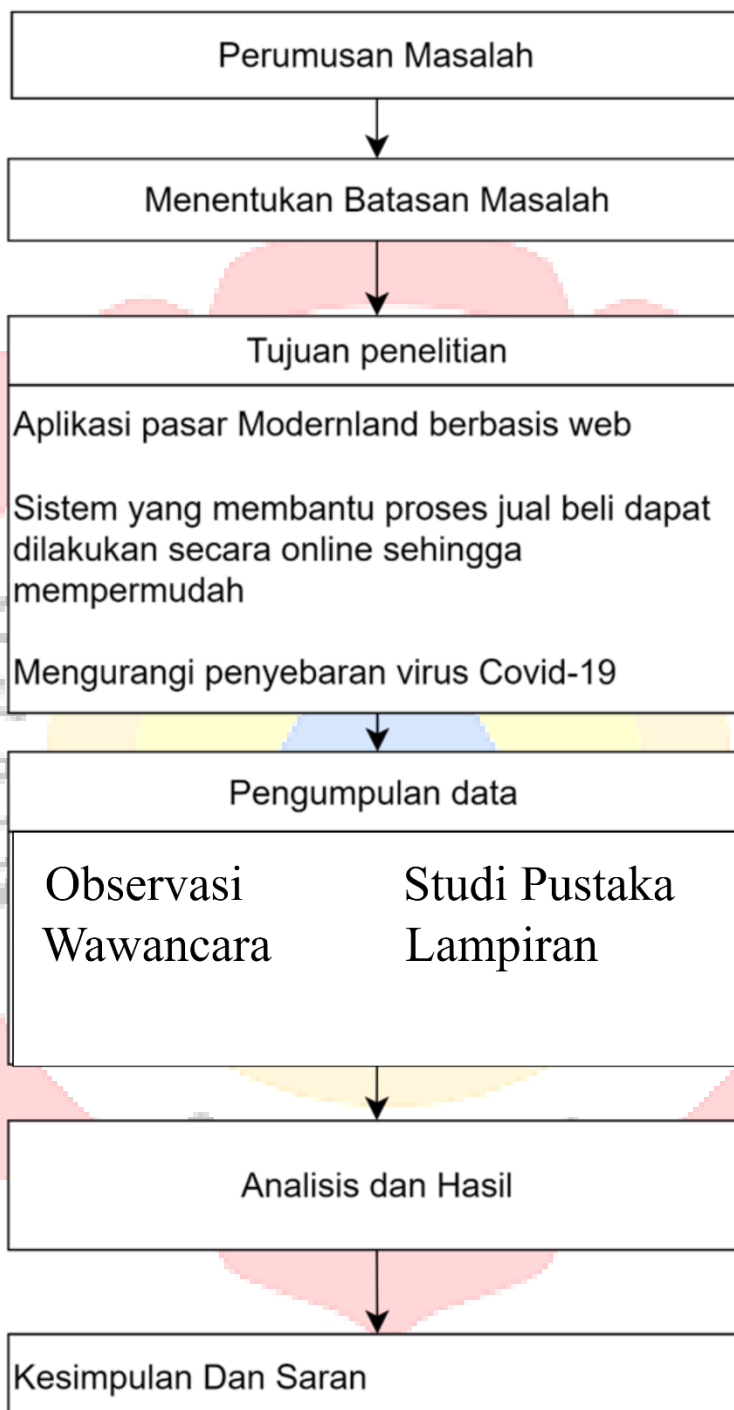 Perumusan Masalah
Menentukan Batasan Masalah
Tujuan penelitian
Aplikasi pasar Modernland berbasis web
Sistem yang membantu proses jual beli dapat
dilakukan secara online sehingga
mempermudah
Mengurangi penyebaran virus Covid-19
Pengumpulan data
Observasi Studi Pustaka
Wawancara Lampiran
Analisis dan Hasil
Kesimpulan Dan Saran